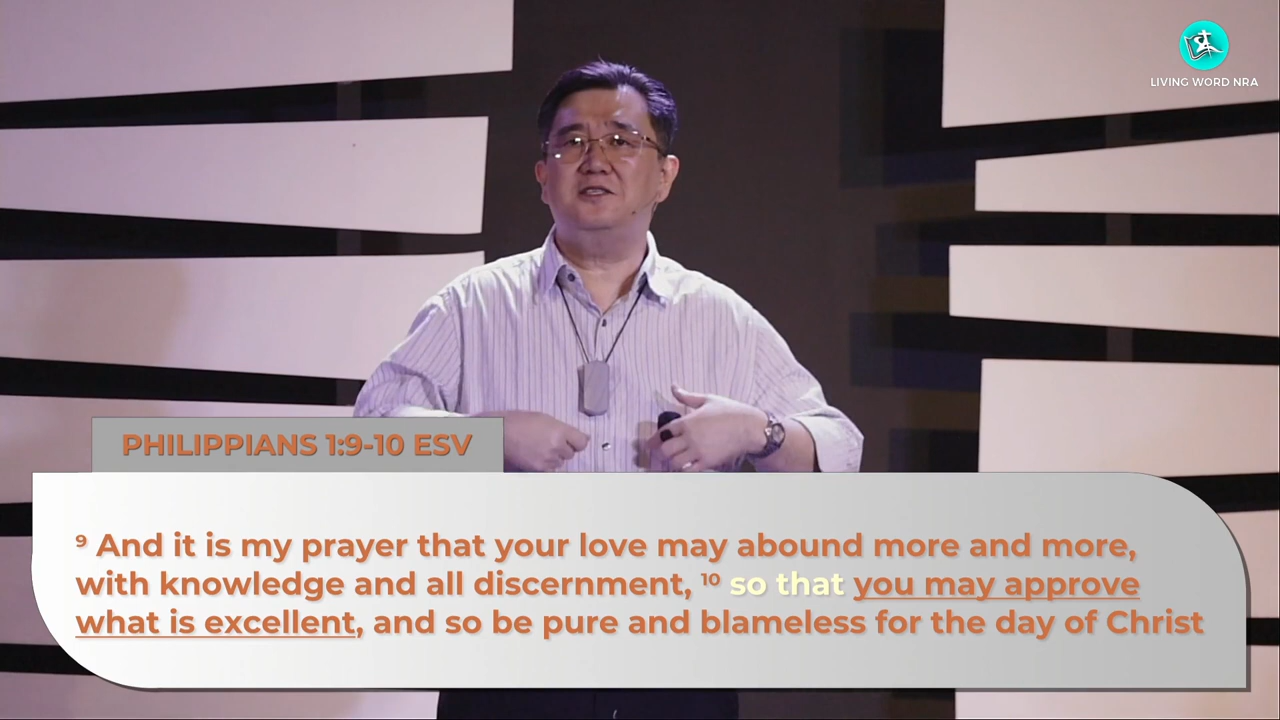 LIVING WORD NRA
PHILIPPIANS 1:9-10 ESV
⁹ And it is my prayer that your love may abound more and more,
with knowledge and all discernment, ¹⁰ so that you may approve
what is excellent, and so be pure and blameless for the day of Christ